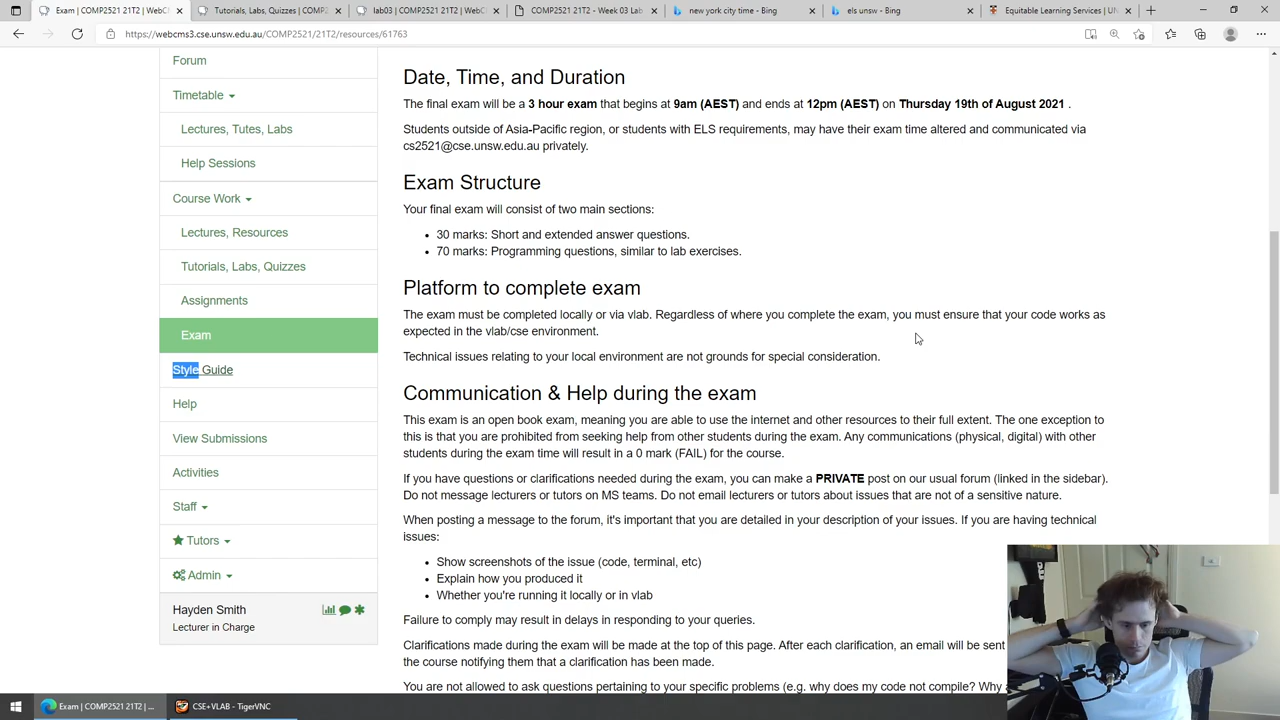 Exam | COMP2521 21T2 | WebC
Tutorials, Labs, Quizzes | COMP2
lab03 | COMP2521 21T2 | WebC
COMP2521 21T2 - Week 03 Lab
new york city time - Bing
els unsw - Bing
Equitable Learning Services | UN
https://webcms3.cse.unsw.edu.au/COMP2521/21T2/resources/61763
Forum
Timetable
Lectures, Tutes, Labs
Help Sessions
Course Work
Lectures, Resources
Tutorials, Labs, Quizzes
Assignments
Exam
Style Guide
Help
View Submissions
Activities
Staff
Tutors
Admin
Hayden Smith
Lecturer in Charge
Date, Time, and Duration
The final exam will be a 3 hour exam that begins at 9am (AEST) and ends at 12pm (AEST) on Thursday 19th of August 2021 .
Students outside of Asia-Pacific region, or students with ELS requirements, may have their exam time altered and communicated via
cs2521@cse.unsw.edu.au privately.
Exam Structure
Your final exam will consist of two main sections:
• 30 marks: Short and extended answer questions.
• 70 marks: Programming questions, similar to lab exercises.
Platform to complete exam
The exam must be completed locally or via vlab. Regardless of where you complete the exam, you must ensure that your code works as
expected in the vlab/cse environment.
Technical issues relating to your local environment are not grounds for special consideration.
Communication & Help during the exam
This exam is an open book exam, meaning you are able to use the internet and other resources to their full extent. The one exception to
this is that you are prohibited from seeking help from other students during the exam. Any communications (physical, digital) with other
students during the exam time will result in a 0 mark (FAIL) for the course.
If you have questions or clarifications needed during the exam, you can make a PRIVATE post on our usual forum (linked in the sidebar).
Do not message lecturers or tutors on MS teams. Do not email lecturers or tutors about issues that are not of a sensitive nature.
When posting a message to the forum, it's important that you are detailed in your description of your issues. If you are having technical
issues:
• Show screenshots of the issue (code, terminal, etc)
• Explain how you produced it
• Whether you're running it locally or in vlab
Failure to comply may result in delays in responding to your queries.
Clarifications made during the exam will be made at the top of this page. After each clarification, an email will be sent
the course notifying them that a clarification has been made.
You are not allowed to ask questions pertaining to your specific problems (e.g. why does my code not compile? Why
Exam | COMP2521 21T2 | ...
CSE+VLAB - TigerVNC